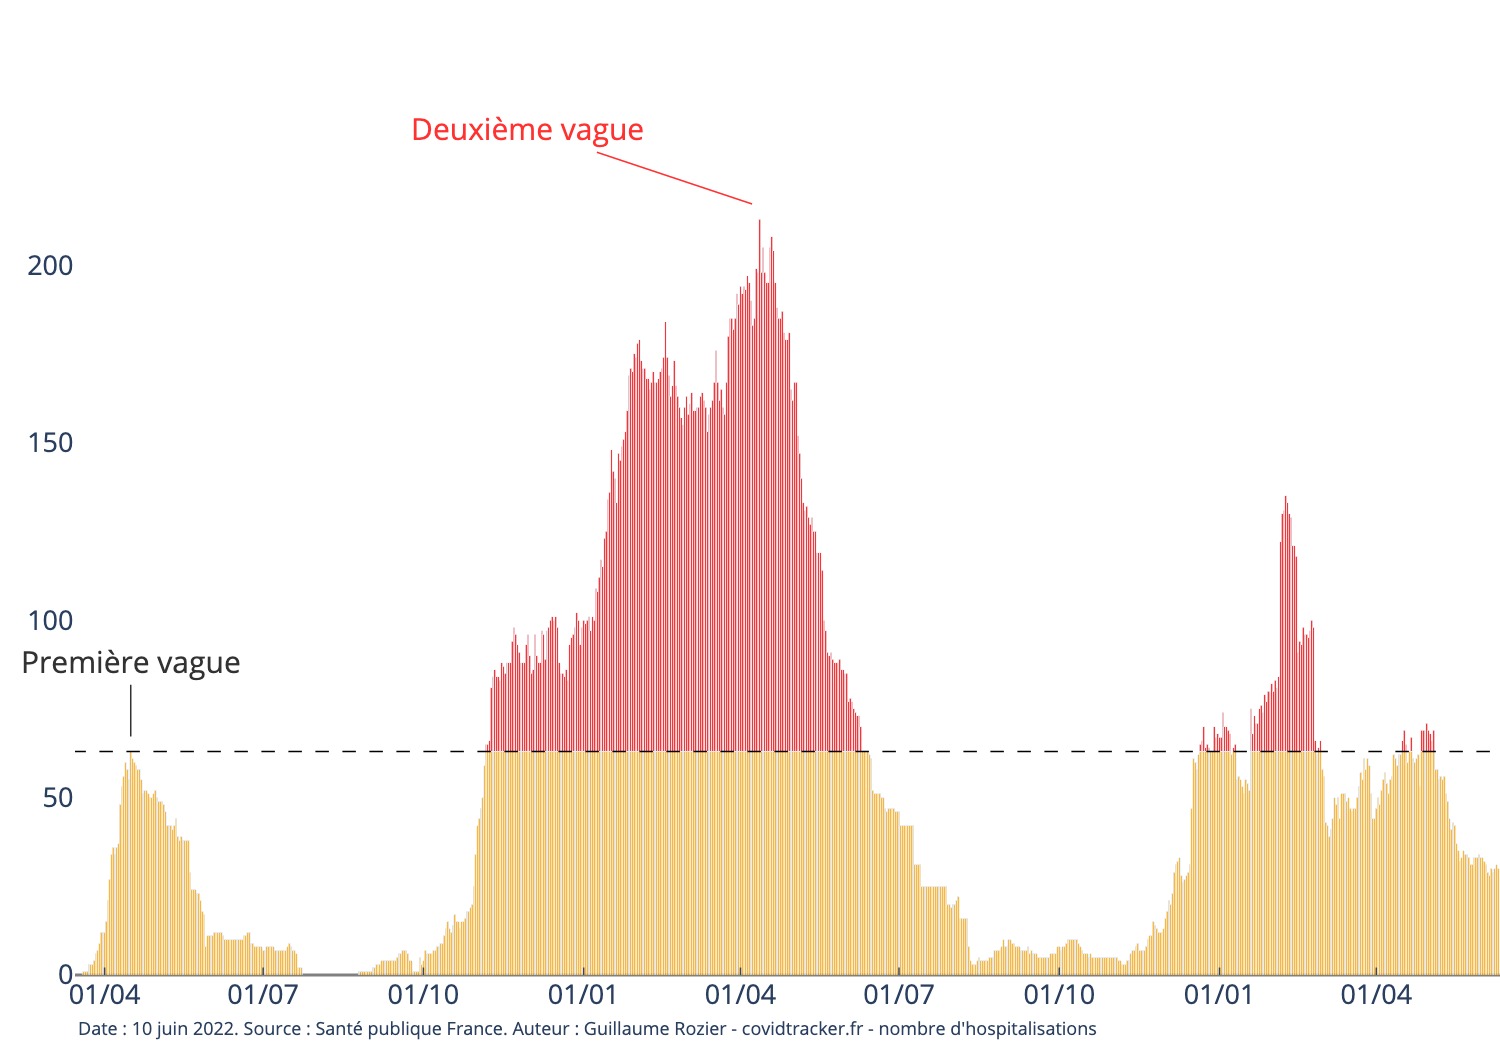 Deuxième vague
200
150
100
Première vague
50
0
01/04 01/07 01/10 01/01 01/04 01/07 01/10 01/01 01/04
Date : 10 juin 2022. Source : Santé publique France. Auteur : Guillaume Rozier - covidtracker.fr - nombre d'hospitalisations